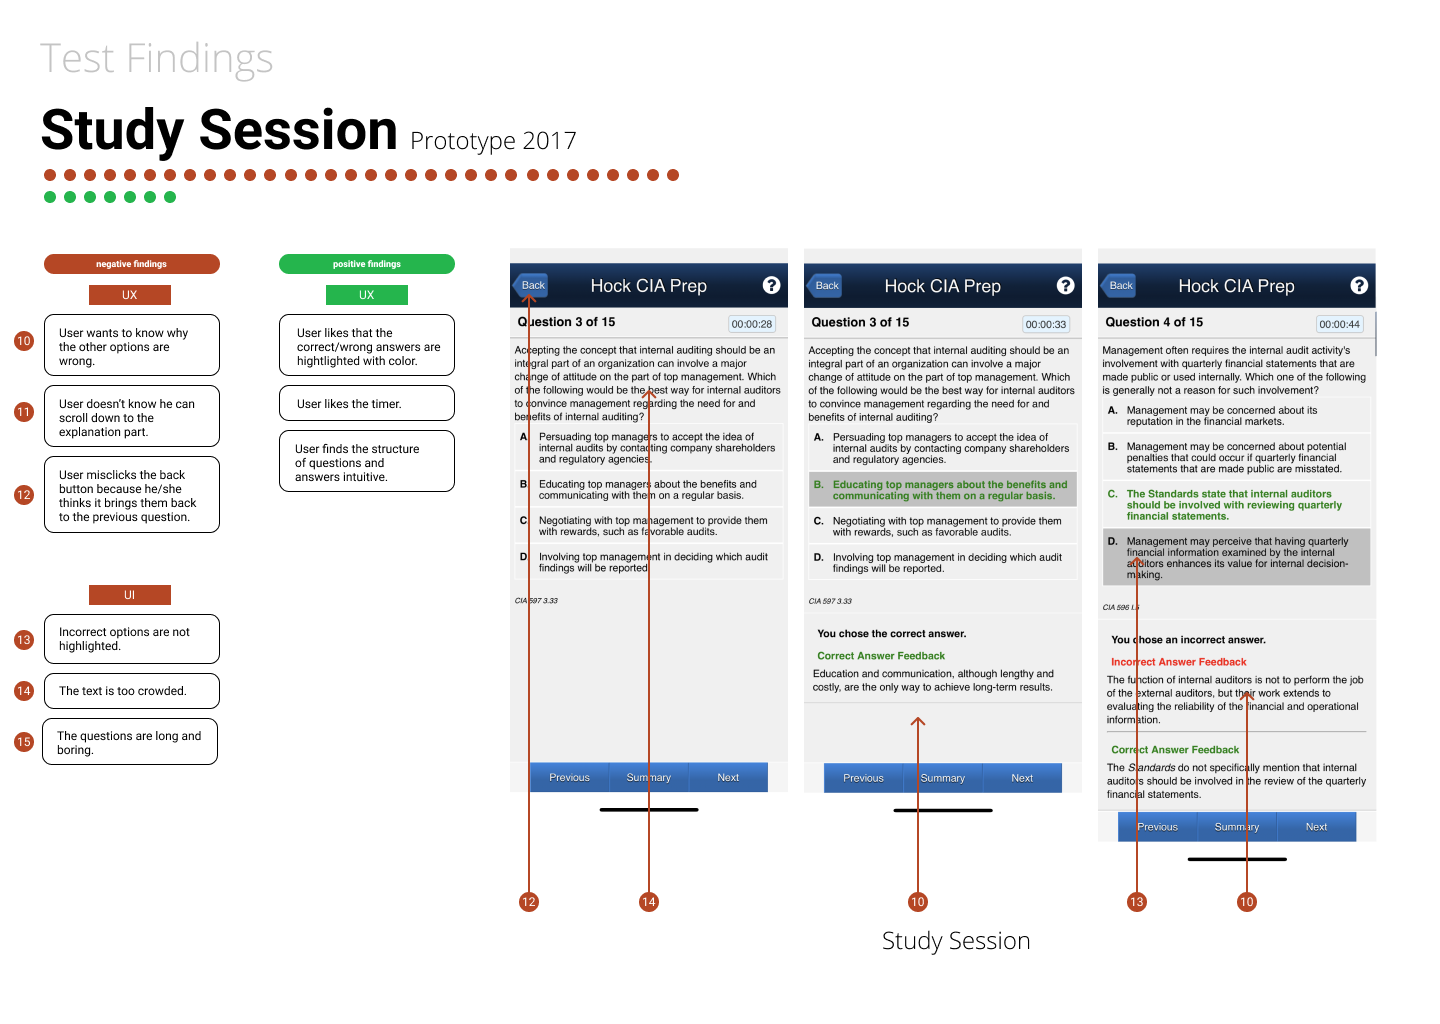 Test Findings
Study Session Prototype 2017
negative findings
UX
10
User wants to know why
the other options are
wrong.
11
User doesn't know he can
scroll down to the
explanation part.
12
User misclicks the back
button because he/she
thinks it brings them back
to the previous question.
UI
13
Incorrect options are not
highlighted.
14
The text is too crowded.
15
The questions are long and
boring.
positive findings
UX
User likes that the
correct/wrong answers are
hightlighted with color.
User likes the timer.
User finds the structure
of questions and
answers intuitive.
Back
Hock CIA Prep
?
Question 3 of 15
00:00:28
Accepting the concept that internal auditing should be an
integral part of an organization can involve a major
change of attitude on the part of top management. Which
of the following would be the best way for internal auditors
to convince management regarding the need for and
benefits of internal auditing?
A. Persuading top managers to accept the idea of
internal audits by contacting company shareholders
and regulatory agencies.
B. Educating top managers about the benefits and
communicating with them on a regular basis.
C. Negotiating with top management to provide them
with rewards, such as favorable audits.
D. Involving top management in deciding which audit
findings will be reported.
CIA 597 3.33
Previous
Summary
Next
12
14
Back
Hock CIA Prep
?
Question 3 of 15
00:00:33
Accepting the concept that internal auditing should be an
integral part of an organization can involve a major
change of attitude on the part of top management. Which
of the following would be the best way for internal auditors
to convince management regarding the need for and
benefits of internal auditing?
A. Persuading top managers to accept the idea of
internal audits by contacting company shareholders
and regulatory agencies.
B. Educating top managers about the benefits and
communicating with them on a regular basis.
C. Negotiating with top management to provide them
with rewards, such as favorable audits.
D. Involving top management in deciding which audit
findings will be reported.
CIA 597 3.33
You chose the correct answer.
Correct Answer Feedback
Education and communication, although lengthy and
costly, are the only way to achieve long-term results.
Previous
Summary
Next
10
Back
Hock CIA Prep
?
Question 4 of 15
00:00:44
Management often requires the internal audit activity's
involvement with quarterly financial statements that are
made public or used internally. Which one of the following
is generally not a reason for such involvement?
A. Management may be concerned about its
reputation in the financial markets.
B. Management may be concerned about potential
penalties that could occur if quarterly financial
statements that are made public are misstated.
C. The Standards state that internal auditors
should be involved with reviewing quarterly
financial statements.
D. Management may perceive that having quarterly
financial information examined by the internal
auditors enhances its value for internal decision-
making.
CIA 596 I.5
You chose an incorrect answer.
Incorrect Answer Feedback
The function of internal auditors is not to perform the job
of the external auditors, but their work extends to
evaluating the reliability of the financial and operational
information.
Correct Answer Feedback
The Standards do not specifically mention that internal
auditors should be involved in the review of the quarterly
financial statements.
Previous
Summary
Next
13
10
Study Session